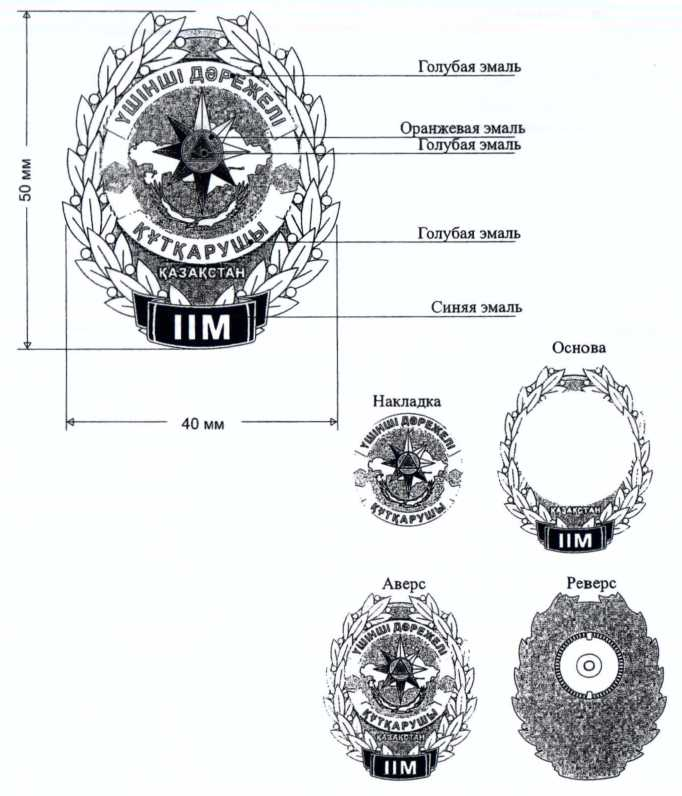 Голубая эмаль
ҮШІНШІ ДӘРЕЖЕЛІ
Оранжевая эмаль
Голубая эмаль
50 мм
ҚҰТҚАРУШЫ
Голубая эмаль
ҚАЗАҚСТАН
Синяя эмаль
ІІМ
40 мм
Основа
Накладка
ҮШІНШІ ДӘРЕЖЕЛІ
ҚҰТҚАРУШЫ
ҚАЗАҚСТАН
ІІМ
Аверс
Реверс
ҮШІНШІ ДӘРЕЖЕЛІ
ҚҰТҚАРУШЫ
ҚАЗАҚСТАН
ІІМ